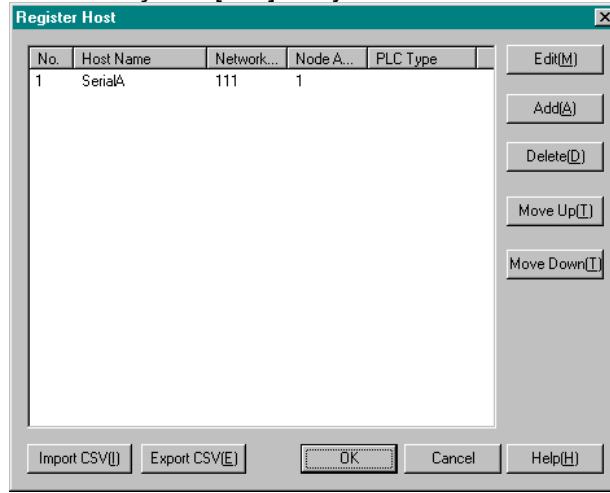 Register Host
No. Host Name Network... Node A... PLC Type
1 SerialA 111 1
Edit(M)
Add(A)
Delete(D)
Move Up(T)
Move Down(T)
Import CSV(I) Export CSV(E) OK Cancel Help(H)